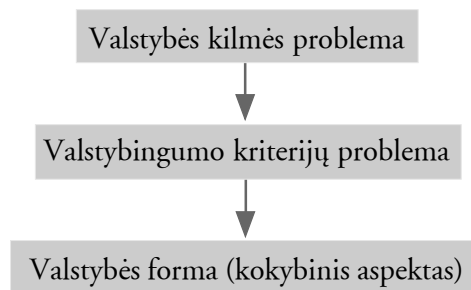 Valstybės kilmės problema
Valstybingumo kriterijų problema
Valstybės forma (kokybinis aspektas)